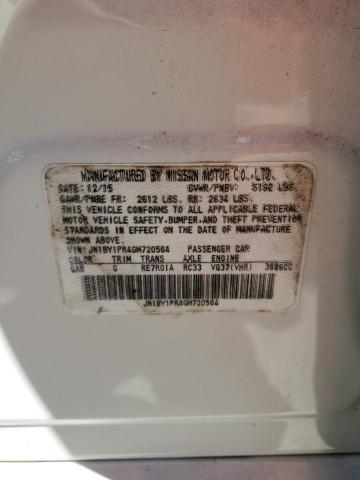 MANUFACTURED BY NISSAN MOTOR CO., LTD.
DATE: 12/15 GVWR/PNBV: 5192 LBS.
GAWR/PNBE FR: 2612 LBS. RR: 2634 LBS.
THIS VEHICLE CONFORMS TO ALL APPLICABLE FEDERAL
MOTOR VEHICLE SAFETY, BUMPER, AND THEFT PREVENTION
STANDARDS IN EFFECT ON THE DATE OF MANUFACTURE
SHOWN ABOVE.
VIN: JN1BY1PR4GM720564 PASSENGER CAR
COLOR TRIM TRANS AXLE ENGINE
QAB G RE7R01A RC33 VQ37(VHR) 3696CC
JN1BY1PR4GM720564